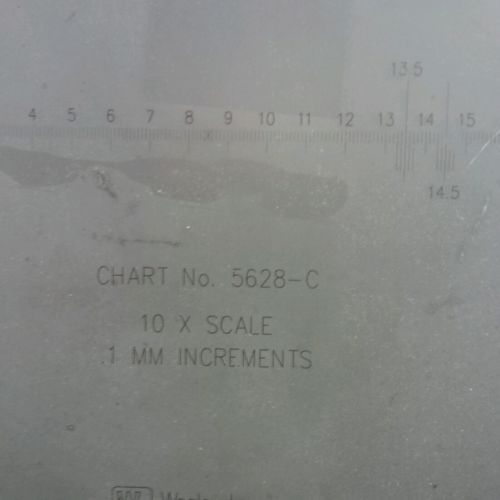 13.5
4 5 6 7 8 9 10 11 12 13 14 15
14.5
CHART No. 5628-C
10 X SCALE
.1 MM INCREMENTS